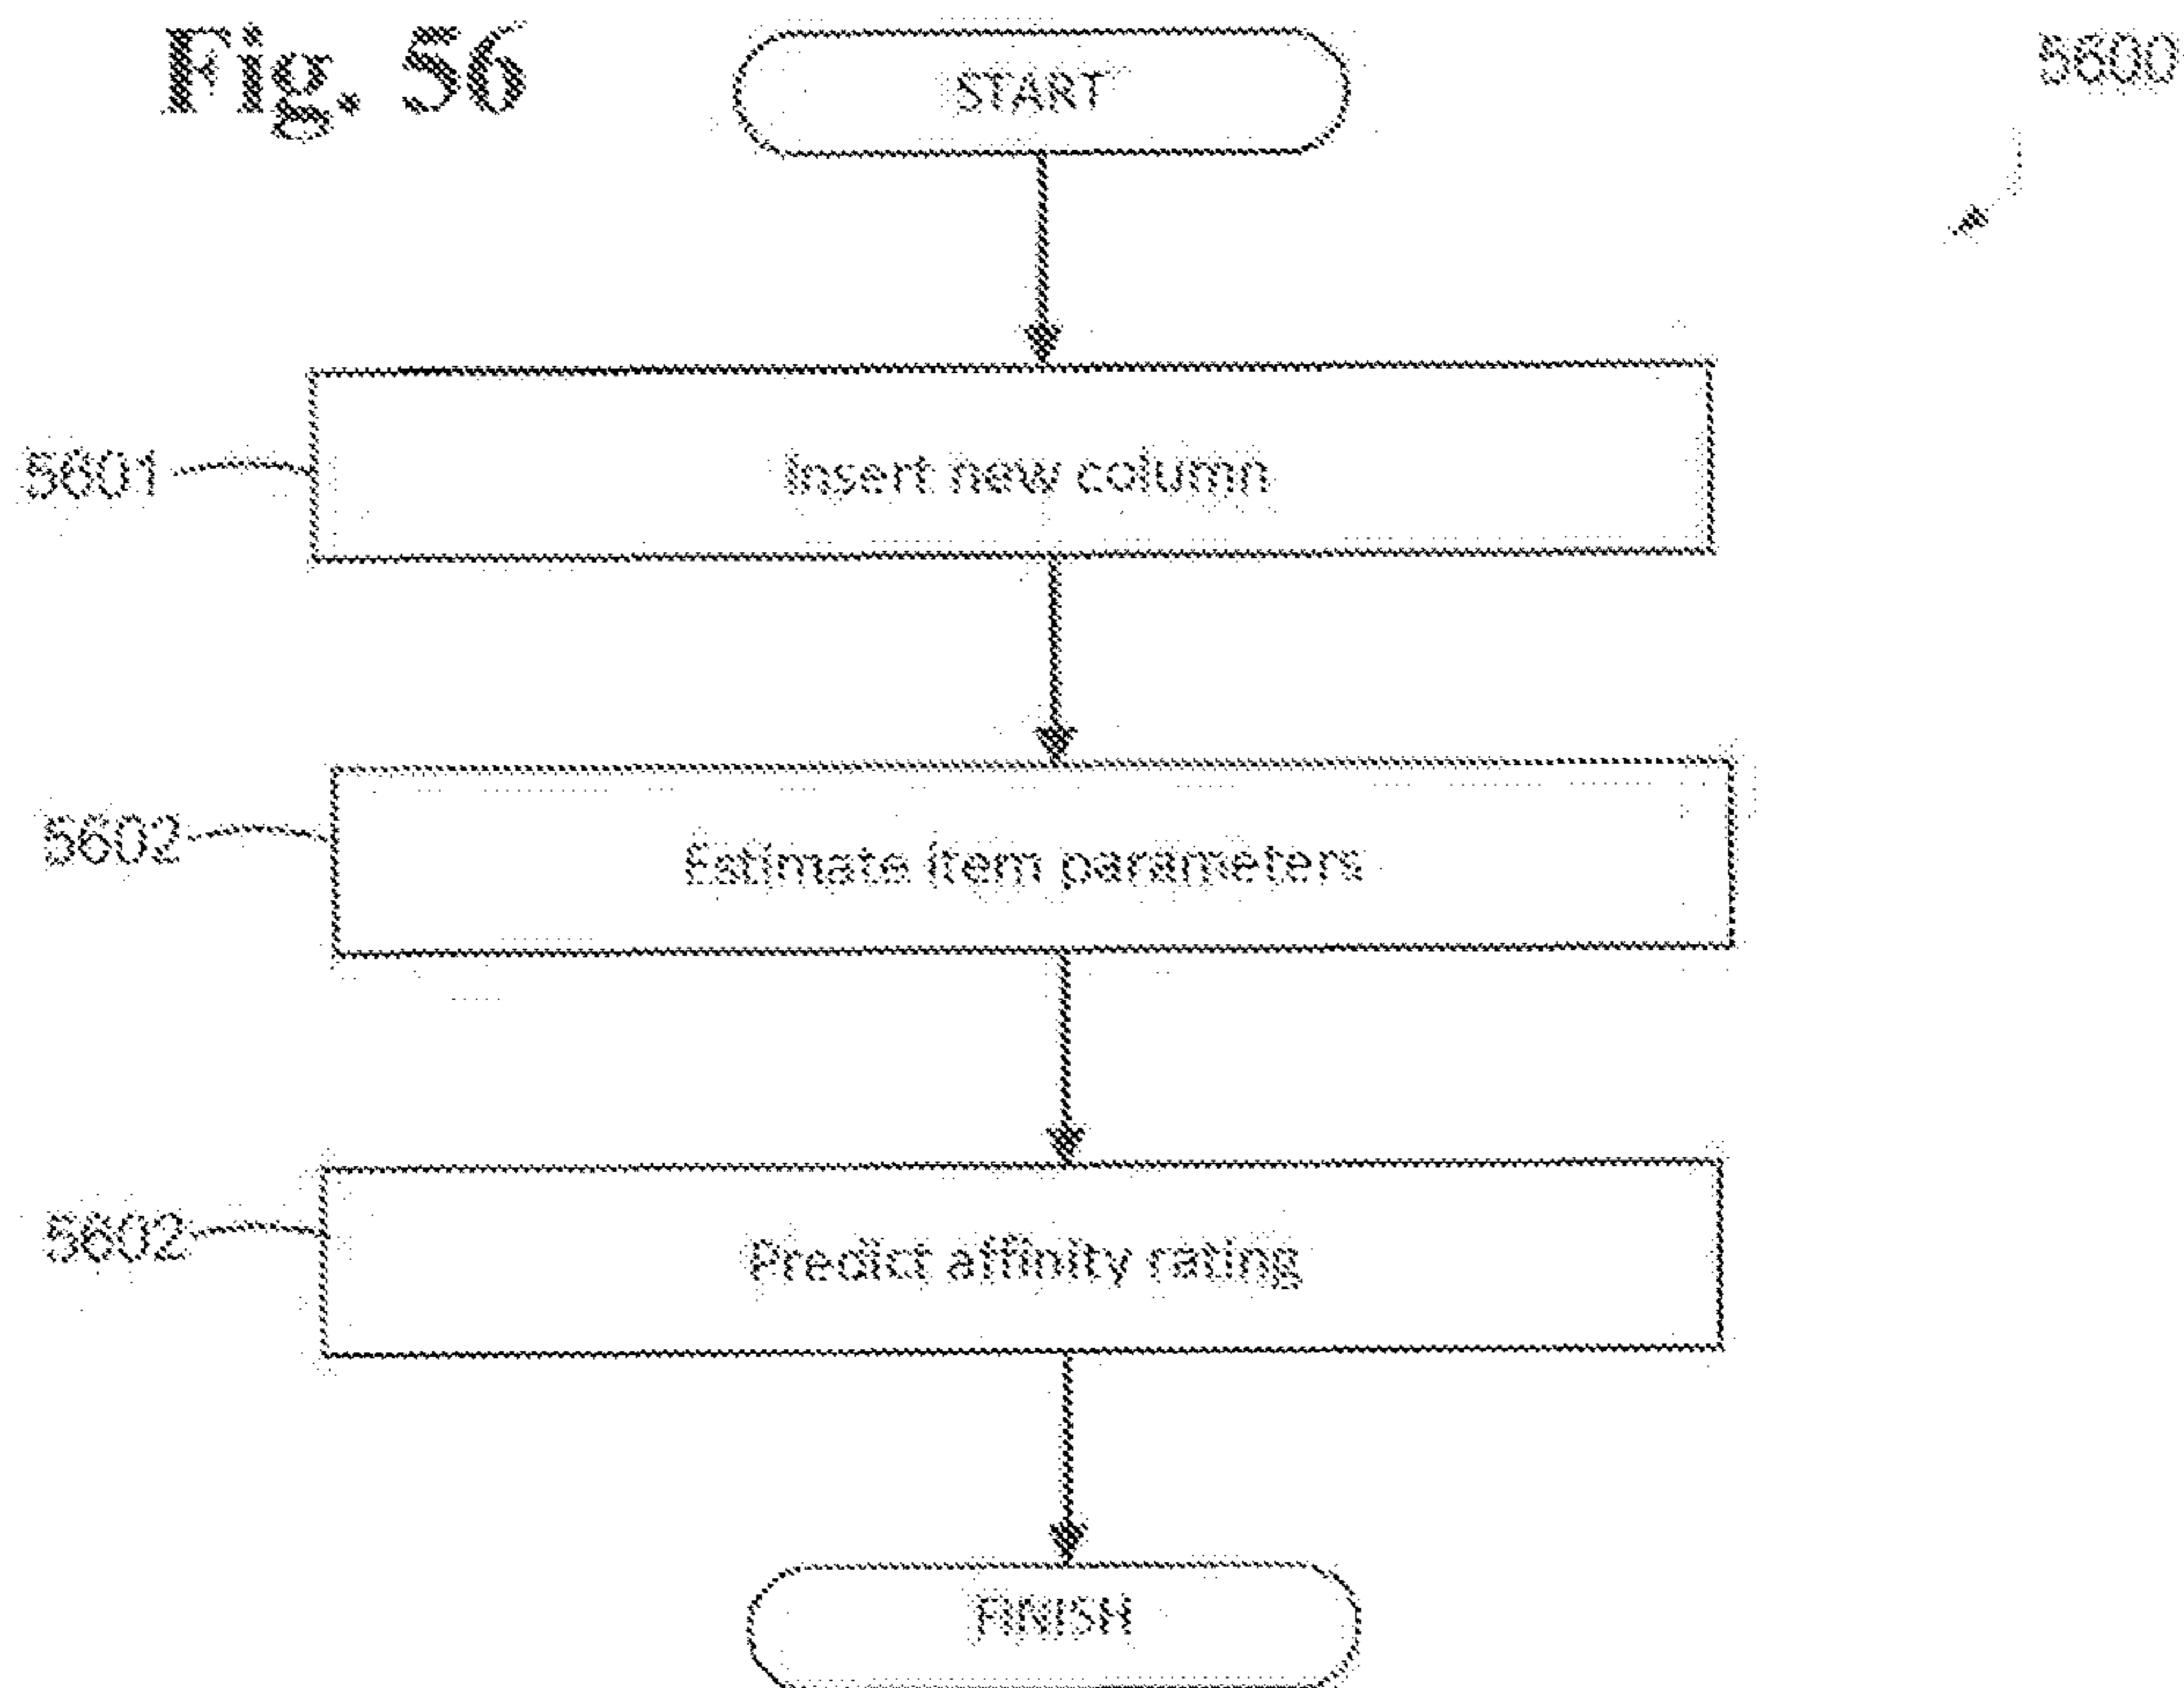 Fig. 56
START
5600
5601
Insert new column
5602
Estimate item parameters
5602
Predict affinity rating
FINISH